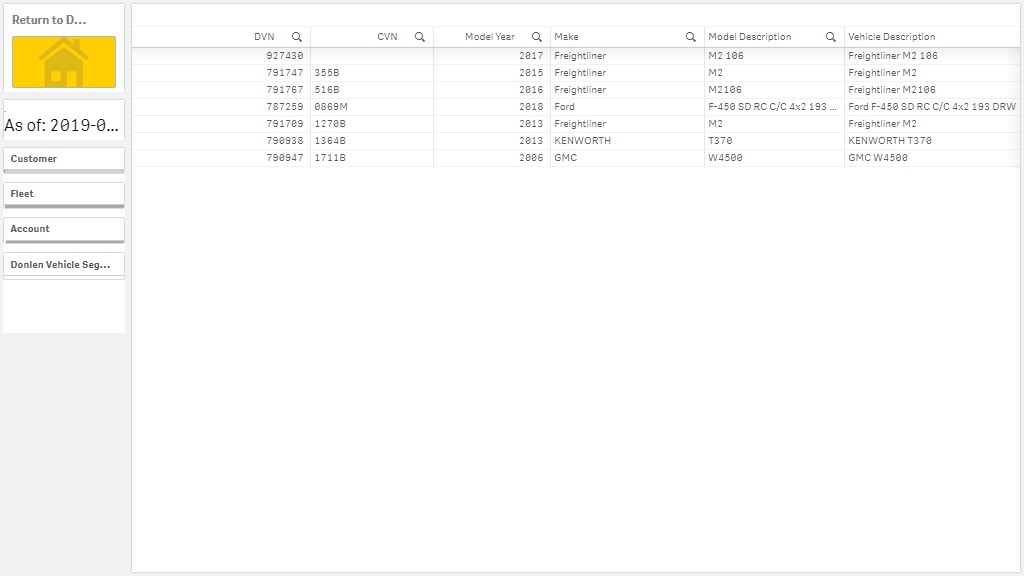 Return to D...
As of: 2019-0...
Customer
Fleet
Account
Donlen Vehicle Seg...
DVN CVN Model Year Make Model Description Vehicle Description
927430 2017 Freightliner M2 106 Freightliner M2 106
791747 355B 2015 Freightliner M2 Freightliner M2
791767 516B 2016 Freightliner M2106 Freightliner M2106
787259 0869M 2018 Ford F-450 SD RC C/C 4x2 193 ... Ford F-450 SD RC C/C 4x2 193 DRW
791709 1270B 2013 Freightliner M2 Freightliner M2
790938 1364B 2013 KENWORTH T370 KENWORTH T370
790947 1711B 2006 GMC W4500 GMC W4500